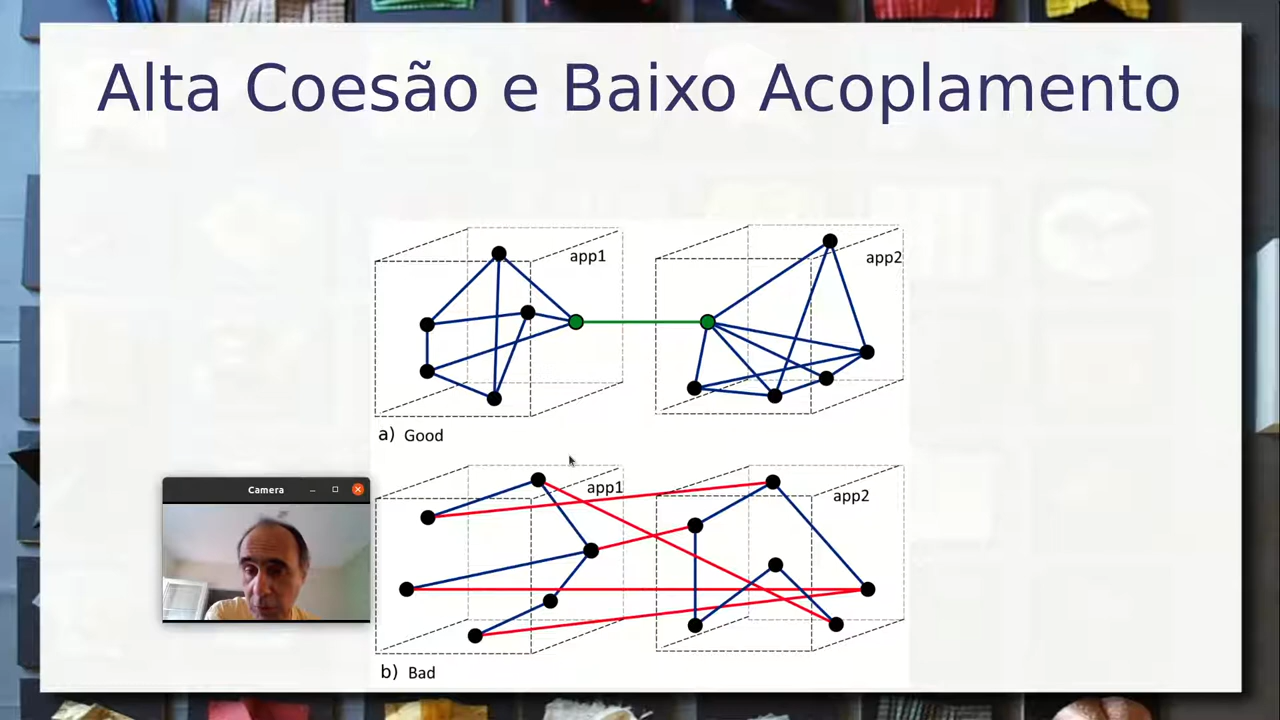 Alta Coesão e Baixo Acoplamento
app1
app2
a) Good
app1
app2
b) Bad
Camera